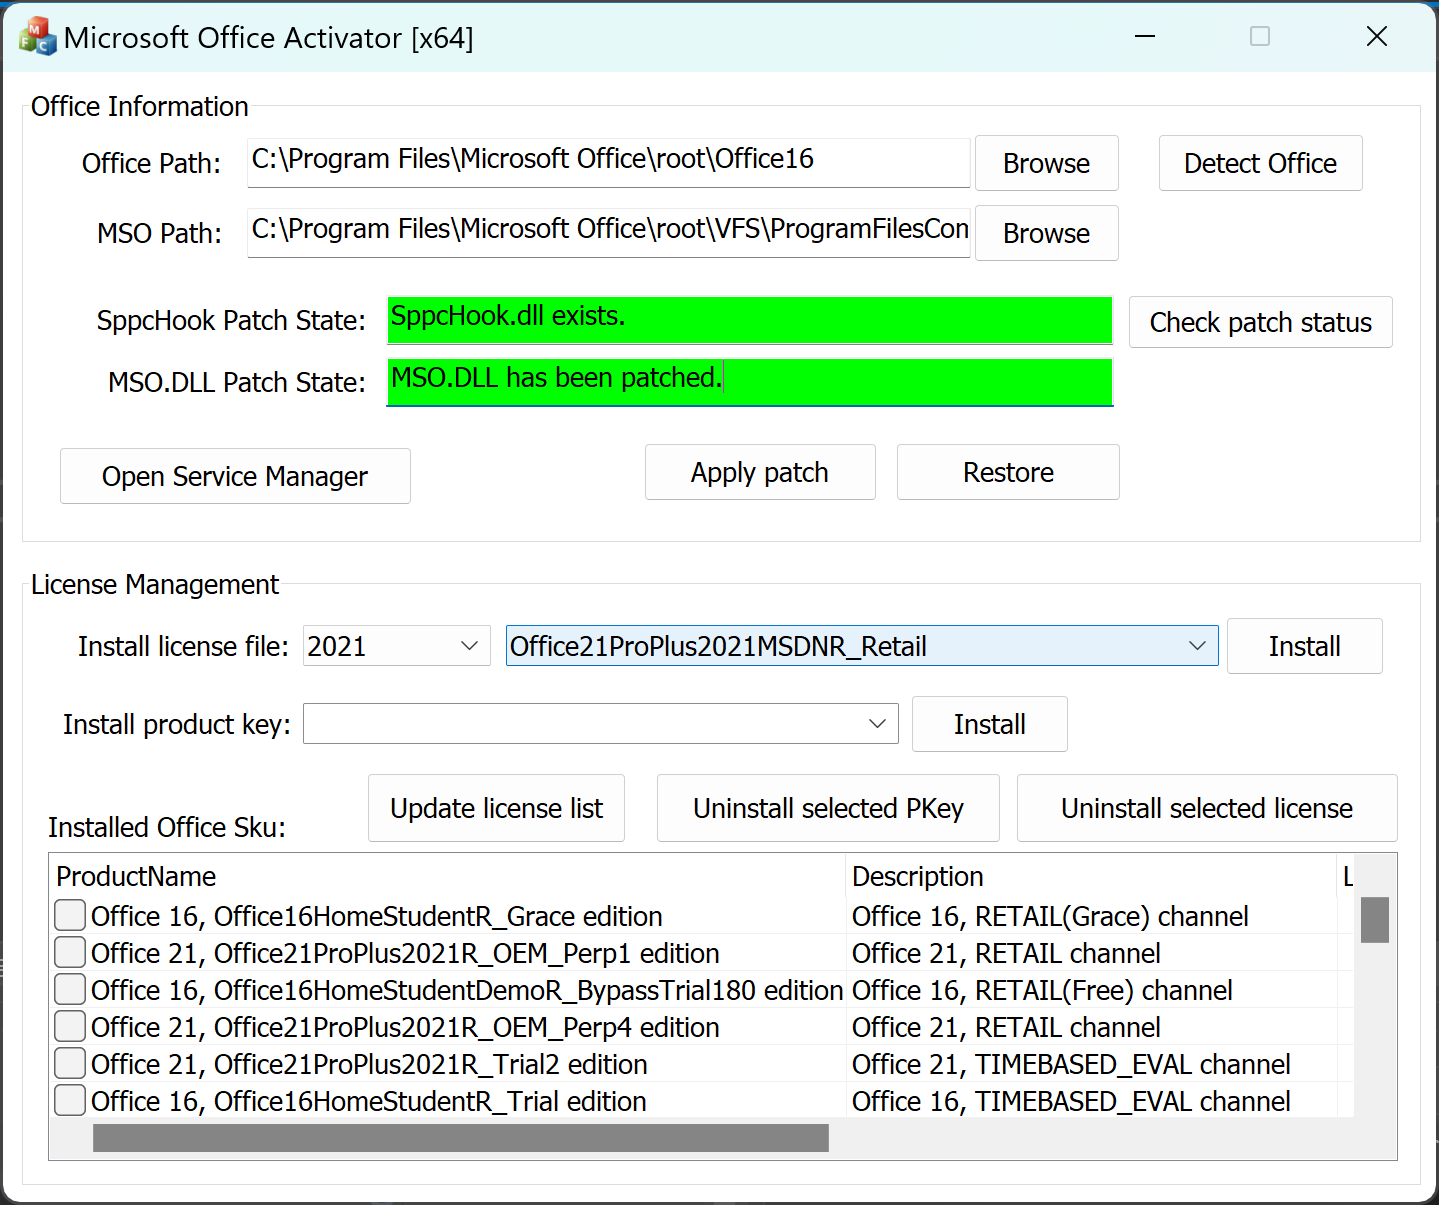 Microsoft Office Activator [x64]
Office Information
Office Path: C:\Program Files\Microsoft Office\root\Office16 Browse Detect Office
MSO Path: C:\Program Files\Microsoft Office\root\VFS\ProgramFilesCom Browse
SppcHook Patch State: SppcHook.dll exists. Check patch status
MSO.DLL Patch State: MSO.DLL has been patched.
Open Service Manager Apply patch Restore
License Management
Install license file: 2021 Office21ProPlus2021MSDNR_Retail Install
Install product key: Install
Installed Office Sku: Update license list Uninstall selected PKey Uninstall selected license
ProductName Description L
Office 16, Office16HomeStudentR_Grace edition Office 16, RETAIL(Grace) channel
Office 21, Office21ProPlus2021R_OEM_Perp1 edition Office 21, RETAIL channel
Office 16, Office16HomeStudentDemoR_BypassTrial180 edition Office 16, RETAIL(Free) channel
Office 21, Office21ProPlus2021R_OEM_Perp4 edition Office 21, RETAIL channel
Office 21, Office21ProPlus2021R_Trial2 edition Office 21, TIMEBASED_EVAL channel
Office 16, Office16HomeStudentR_Trial edition Office 16, TIMEBASED_EVAL channel